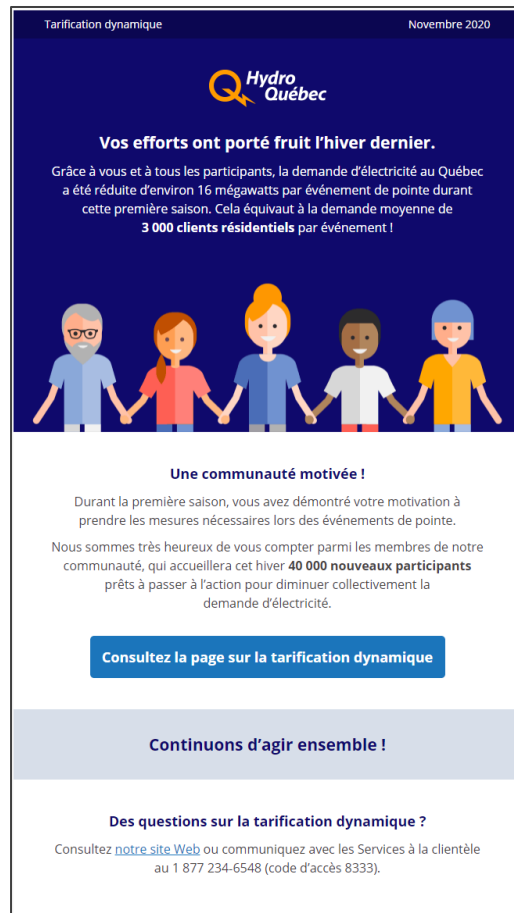 Tarification dynamique
Novembre 2020
Hydro
Québec
Vos efforts ont porté fruit l’hiver dernier.
Grâce à vous et à tous les participants, la demande d’électricité au Québec
a été réduite d’environ 16 mégawatts par événement de pointe durant
cette première saison. Cela équivaut à la demande moyenne de
3 000 clients résidentiels par événement !
Une communauté motivée !
Durant la première saison, vous avez démontré votre motivation à
prendre les mesures nécessaires lors des événements de pointe.
Nous sommes très heureux de vous compter parmi les membres de notre
communauté, qui accueillera cet hiver 40 000 nouveaux participants
prêts à passer à l’action pour diminuer collectivement la
demande d’électricité.
Consultez la page sur la tarification dynamique
Continuons d’agir ensemble !
Des questions sur la tarification dynamique ?
Consultez notre site Web ou communiquez avec les Services à la clientèle
au 1 877 234-6548 (code d’accès 8333).